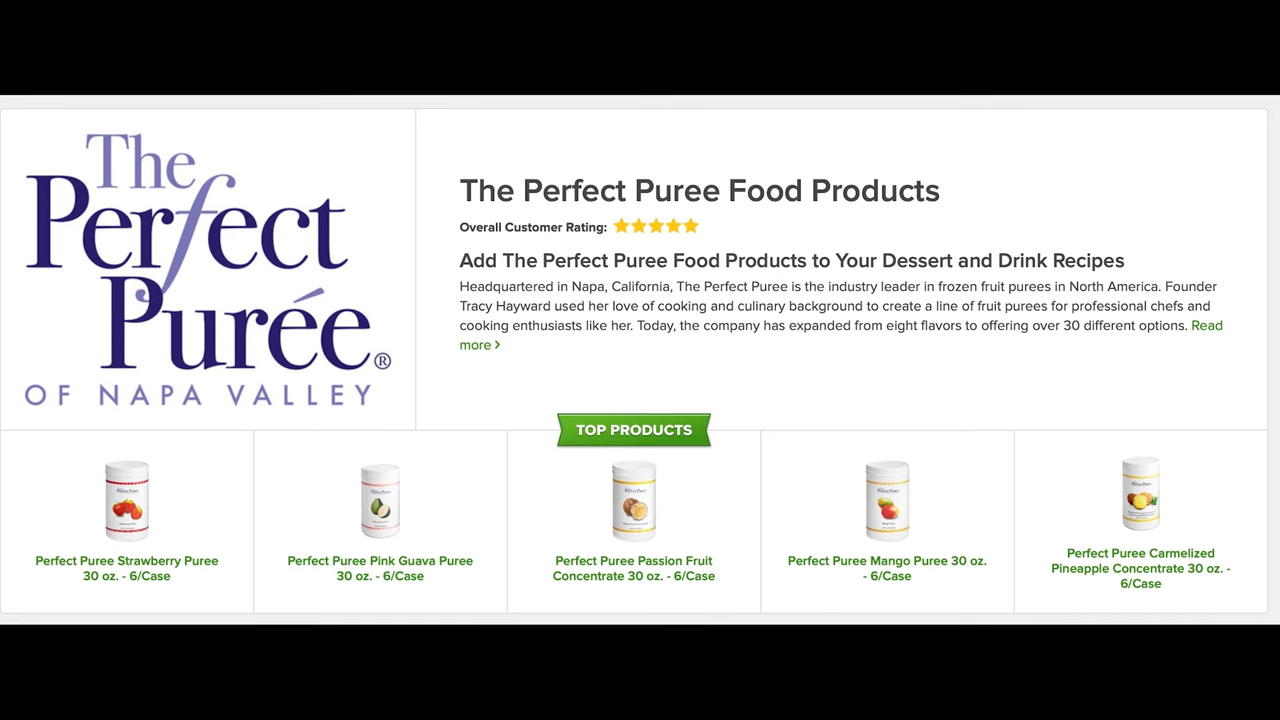 The
Perfect
Purée®
OF NAPA VALLEY
The Perfect Puree Food Products
Overall Customer Rating:
Add The Perfect Puree Food Products to Your Dessert and Drink Recipes
Headquartered in Napa, California, The Perfect Puree is the industry leader in frozen fruit purees in North America. Founder
Tracy Hayward used her love of cooking and culinary background to create a line of fruit purees for professional chefs and
cooking enthusiasts like her. Today, the company has expanded from eight flavors to offering over 30 different options. Read
more >
TOP PRODUCTS
Perfect Puree Strawberry Puree
30 oz. - 6/Case
Perfect Puree Pink Guava Puree
30 oz. - 6/Case
Perfect Puree Passion Fruit
Concentrate 30 oz. - 6/Case
Perfect Puree Mango Puree 30 oz.
- 6/Case
Perfect Puree Carmelized
Pineapple Concentrate 30 oz. -
6/Case